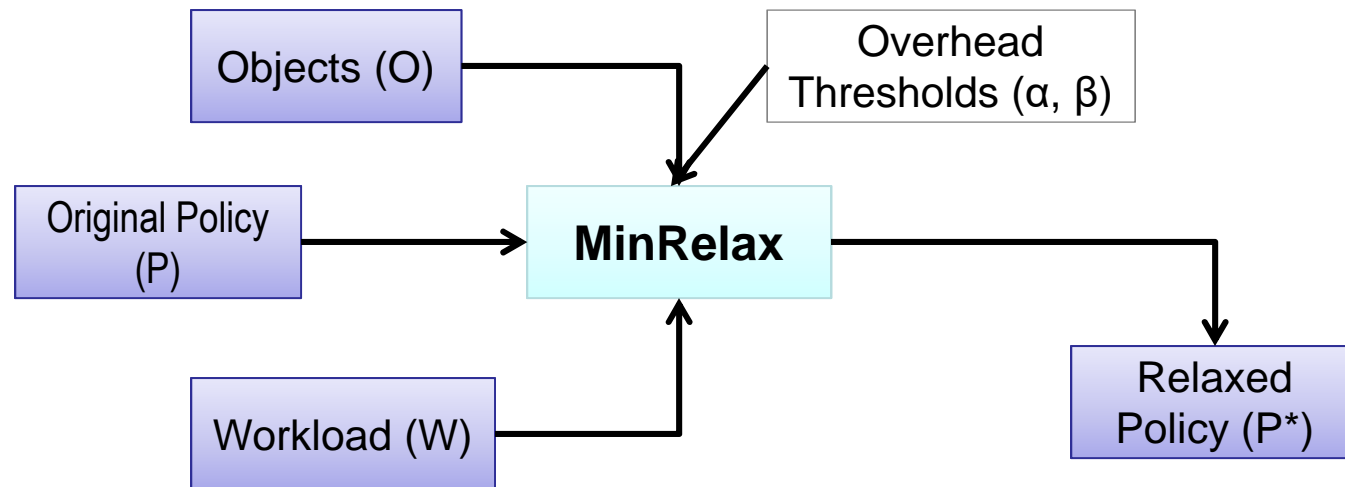 Objects (O)
Overhead
Thresholds (α, β)
Original Policy
(P)
MinRelax
Workload (W)
Relaxed
Policy (P*)